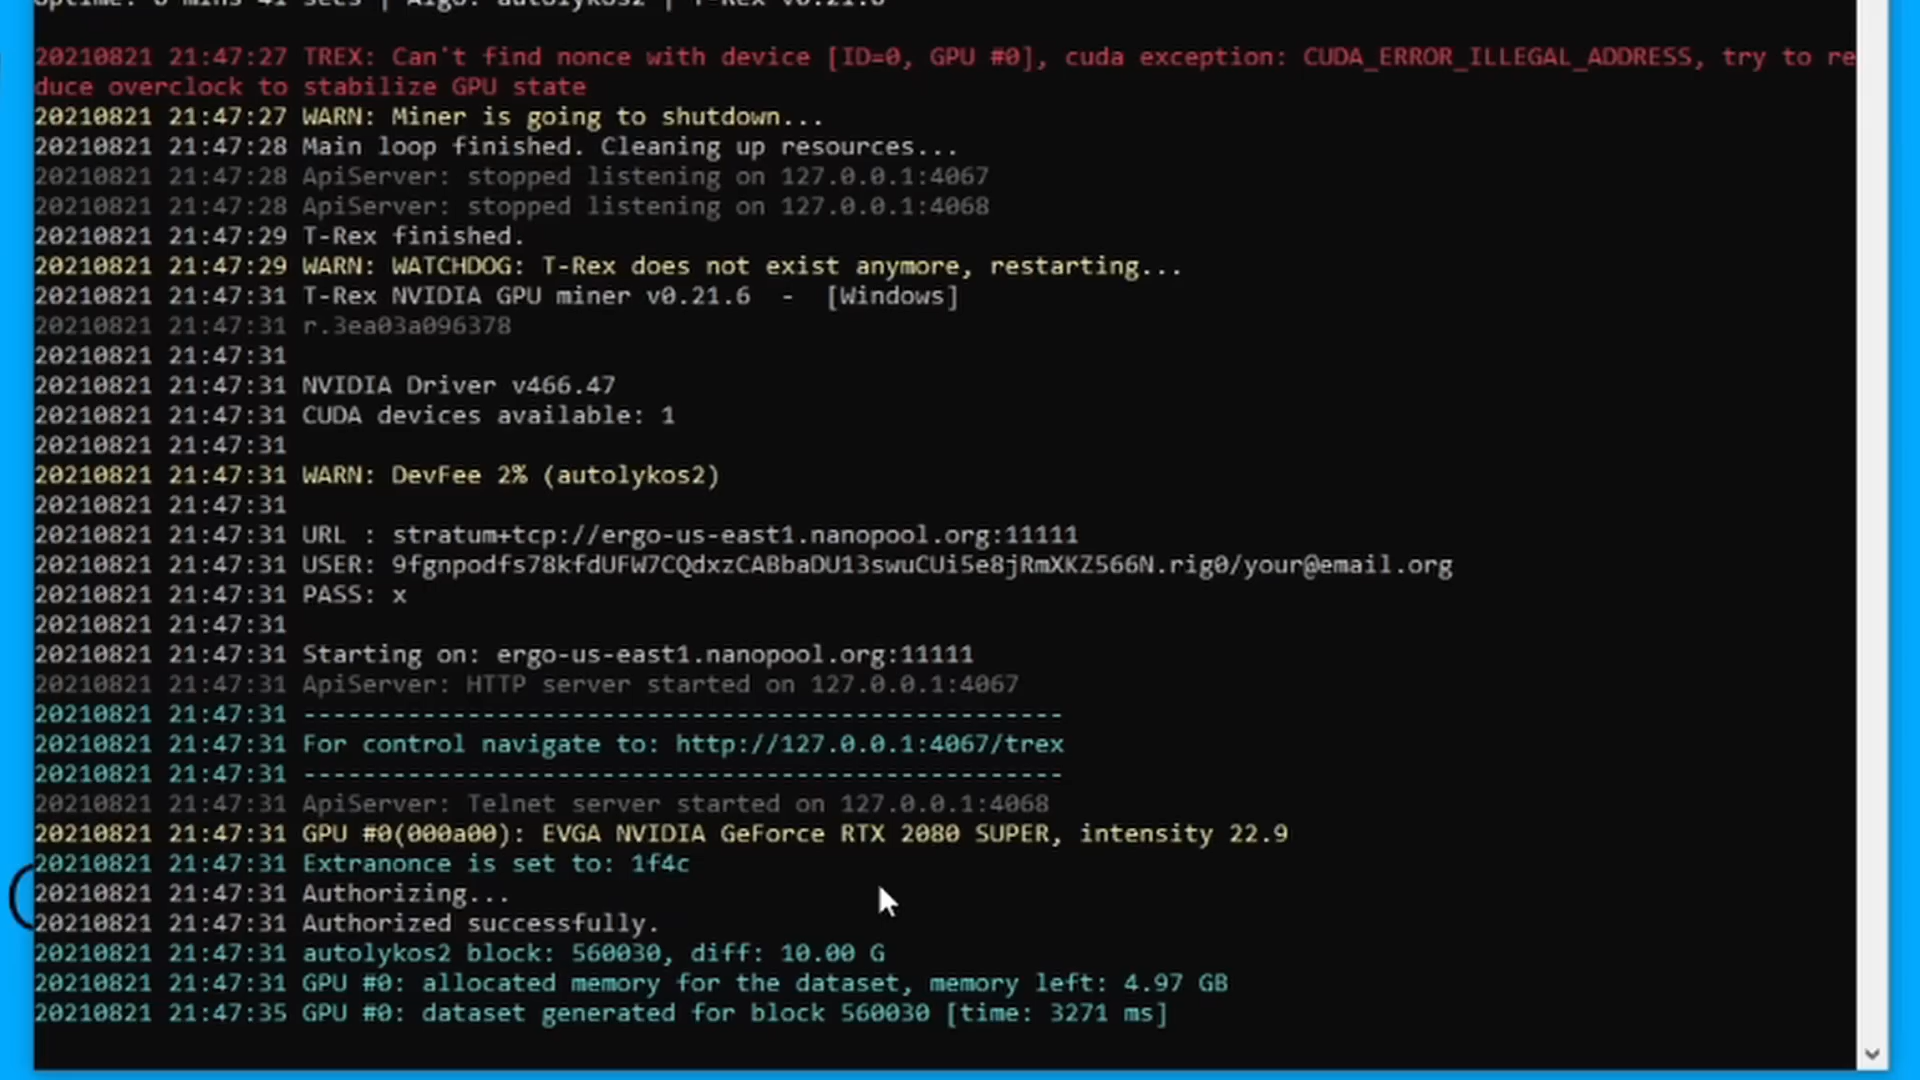 20210821 21:47:27 TREX: Can't find nonce with device [ID=0, GPU #0], cuda exception: CUDA_ERROR_ILLEGAL_ADDRESS, try to re
duce overclock to stabilize GPU state
20210821 21:47:27 WARN: Miner is going to shutdown...
20210821 21:47:28 Main loop finished. Cleaning up resources...
20210821 21:47:28 ApiServer: stopped listening on 127.0.0.1:4067
20210821 21:47:28 ApiServer: stopped listening on 127.0.0.1:4068
20210821 21:47:29 T-Rex finished.
20210821 21:47:29 WARN: WATCHDOG: T-Rex does not exist anymore, restarting...
20210821 21:47:31 T-Rex NVIDIA GPU miner v0.21.6  -  [Windows]
20210821 21:47:31 r.3ea03a096378
20210821 21:47:31
20210821 21:47:31 NVIDIA Driver v466.47
20210821 21:47:31 CUDA devices available: 1
20210821 21:47:31
20210821 21:47:31 WARN: DevFee 2% (autolykos2)
20210821 21:47:31
20210821 21:47:31 URL : stratum+tcp://ergo-us-east1.nanopool.org:11111
20210821 21:47:31 USER: 9fgnpodfs78kfdUFW7CQdxzCABbaDU13swuCUi5e8jRmXKZ566N.rig0/your@email.org
20210821 21:47:31 PASS: x
20210821 21:47:31
20210821 21:47:31 Starting on: ergo-us-east1.nanopool.org:11111
20210821 21:47:31 ApiServer: HTTP server started on 127.0.0.1:4067
20210821 21:47:31 ---------------------------------------------------
20210821 21:47:31 For control navigate to: http://127.0.0.1:4067/trex
20210821 21:47:31 ---------------------------------------------------
20210821 21:47:31 ApiServer: Telnet server started on 127.0.0.1:4068
20210821 21:47:31 GPU #0(000a00): EVGA NVIDIA GeForce RTX 2080 SUPER, intensity 22.9
20210821 21:47:31 Extranonce is set to: 1f4c
20210821 21:47:31 Authorizing...
20210821 21:47:31 Authorized successfully.
20210821 21:47:31 autolykos2 block: 560030, diff: 10.00 G
20210821 21:47:31 GPU #0: allocated memory for the dataset, memory left: 4.97 GB
20210821 21:47:35 GPU #0: dataset generated for block 560030 [time: 3271 ms]